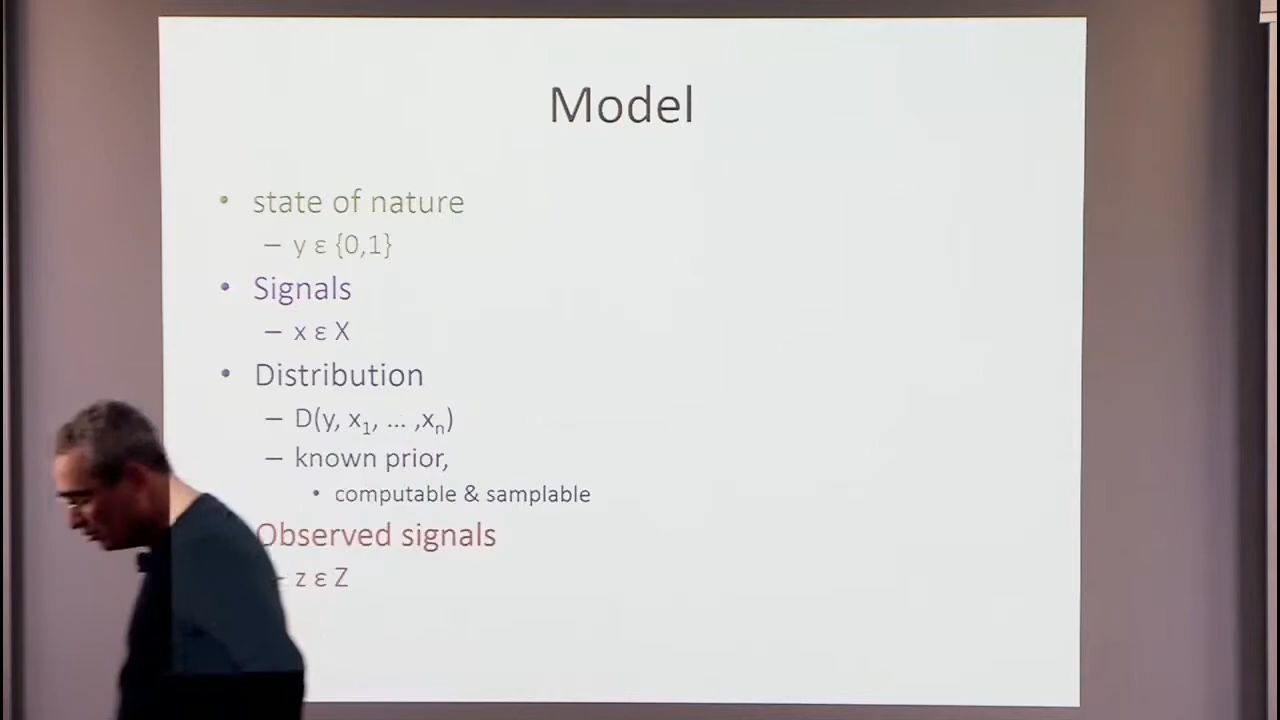 Model
• state of nature
– y ε {0,1}
• Signals
– x ε X
• Distribution
– D(y, x₁, ... ,xₙ)
– known prior,
• computable & samplable
Observed signals
– z ε Z